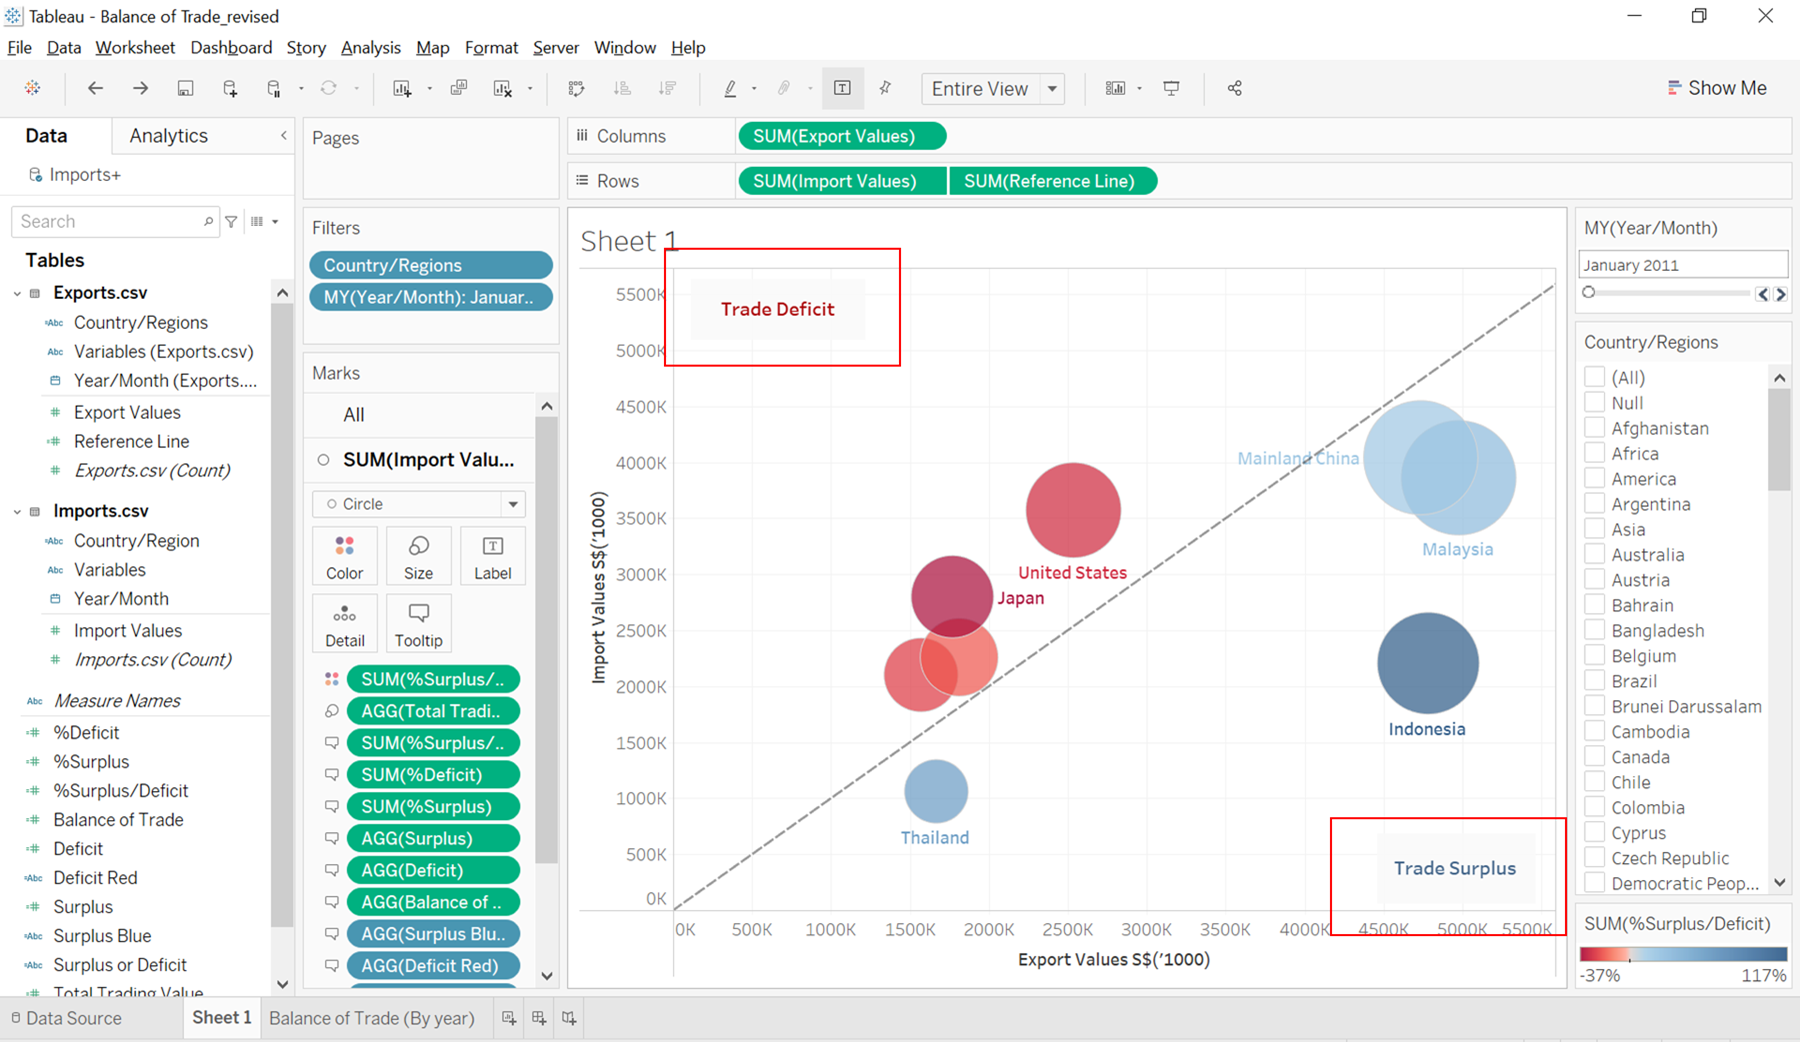 Tableau - Balance of Trade_revised
File Data Worksheet Dashboard Story Analysis Map Format Server Window Help
Entire View
Show Me
Data
Analytics
Imports+
Search
Tables
Exports.csv
Abc Country/Regions
Abc Variables (Exports.csv)
Year/Month (Exports....
# Export Values
# Reference Line
# Exports.csv (Count)
Imports.csv
Abc Country/Region
Abc Variables
Year/Month
# Import Values
# Imports.csv (Count)
Abc Measure Names
# %Deficit
# %Surplus
# %Surplus/Deficit
# Balance of Trade
# Deficit
Abc Deficit Red
# Surplus
Abc Surplus Blue
Abc Surplus or Deficit
# Total Trading Value
Pages
Filters
Country/Regions
MY(Year/Month): Januar..
Marks
All
SUM(Import Valu...
Circle
Color Size Label
Detail Tooltip
SUM(%Surplus/..
AGG(Total Tradi..
SUM(%Surplus/..
SUM(%Deficit)
SUM(%Surplus)
AGG(Surplus)
AGG(Deficit)
AGG(Balance of ..
AGG(Surplus Blu..
AGG(Deficit Red)
Columns SUM(Export Values)
Rows SUM(Import Values) SUM(Reference Line)
Sheet 1
Trade Deficit
5500K
5000K
4500K
4000K
3500K
3000K
2500K
2000K
1500K
1000K
500K
0K
Import Values S$('1000)
Mainland China
Malaysia
United States
Japan
Indonesia
Thailand
Trade Surplus
0K 500K 1000K 1500K 2000K 2500K 3000K 3500K 4000K 4500K 5000K 5500K
Export Values S$('1000)
MY(Year/Month)
January 2011
Country/Regions
(All)
Null
Afghanistan
Africa
America
Argentina
Asia
Australia
Austria
Bahrain
Bangladesh
Belgium
Brazil
Brunei Darussalam
Cambodia
Canada
Chile
Colombia
Cyprus
Czech Republic
Democratic Peop...
SUM(%Surplus/Deficit)
-37% 117%
Data Source
Sheet 1
Balance of Trade (By year)